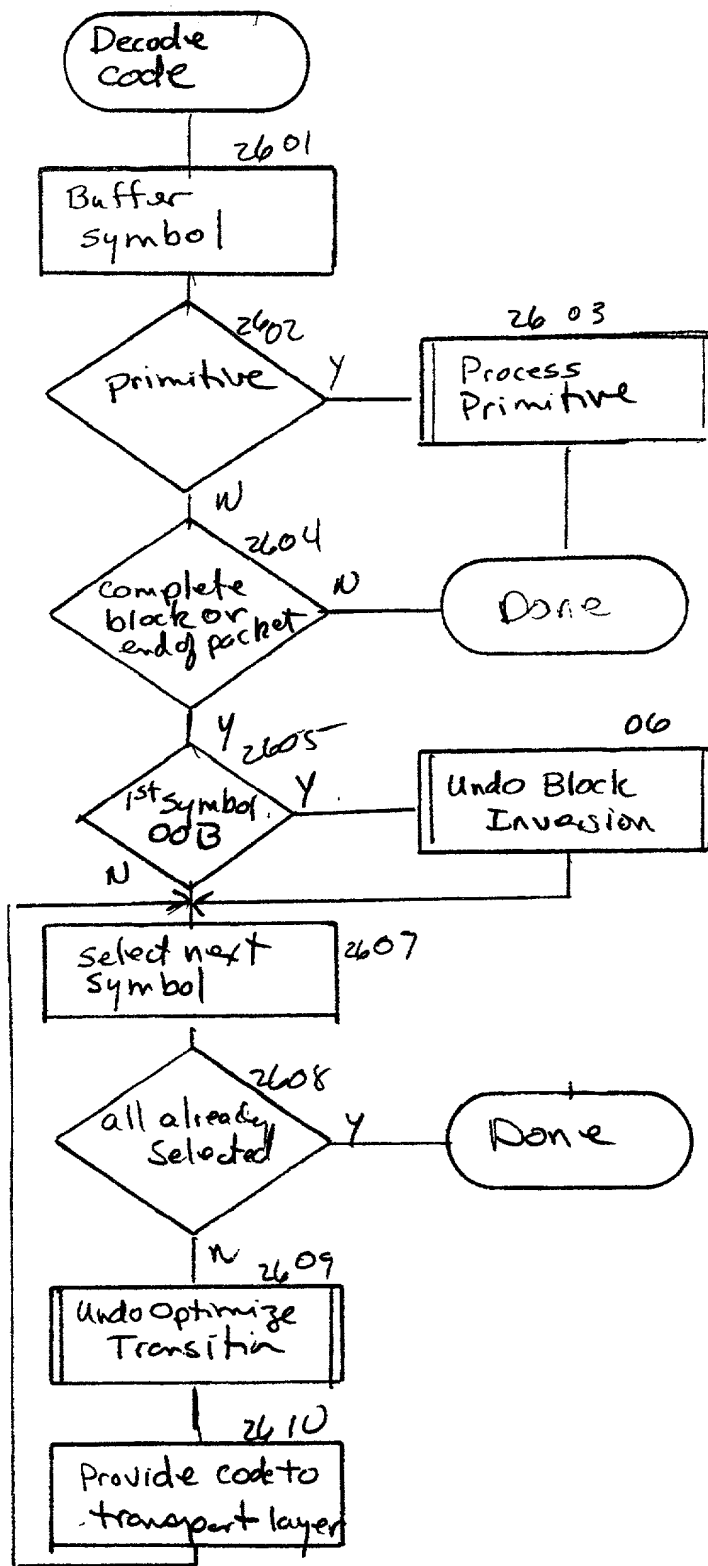 Decode
code
2601
Buffer
symbol
2602
primitive
Y
2603
Process
Primitive
N
2604
complete
block or
end of packet
N
Done
Y
2605
1st symbol
OOB
Y
06
Undo Block
Inversion
N
select next
symbol
2607
2608
all already
selected
Y
Done
N
2609
Undo Optimize
Transition
2610
Provide code to
transport layer